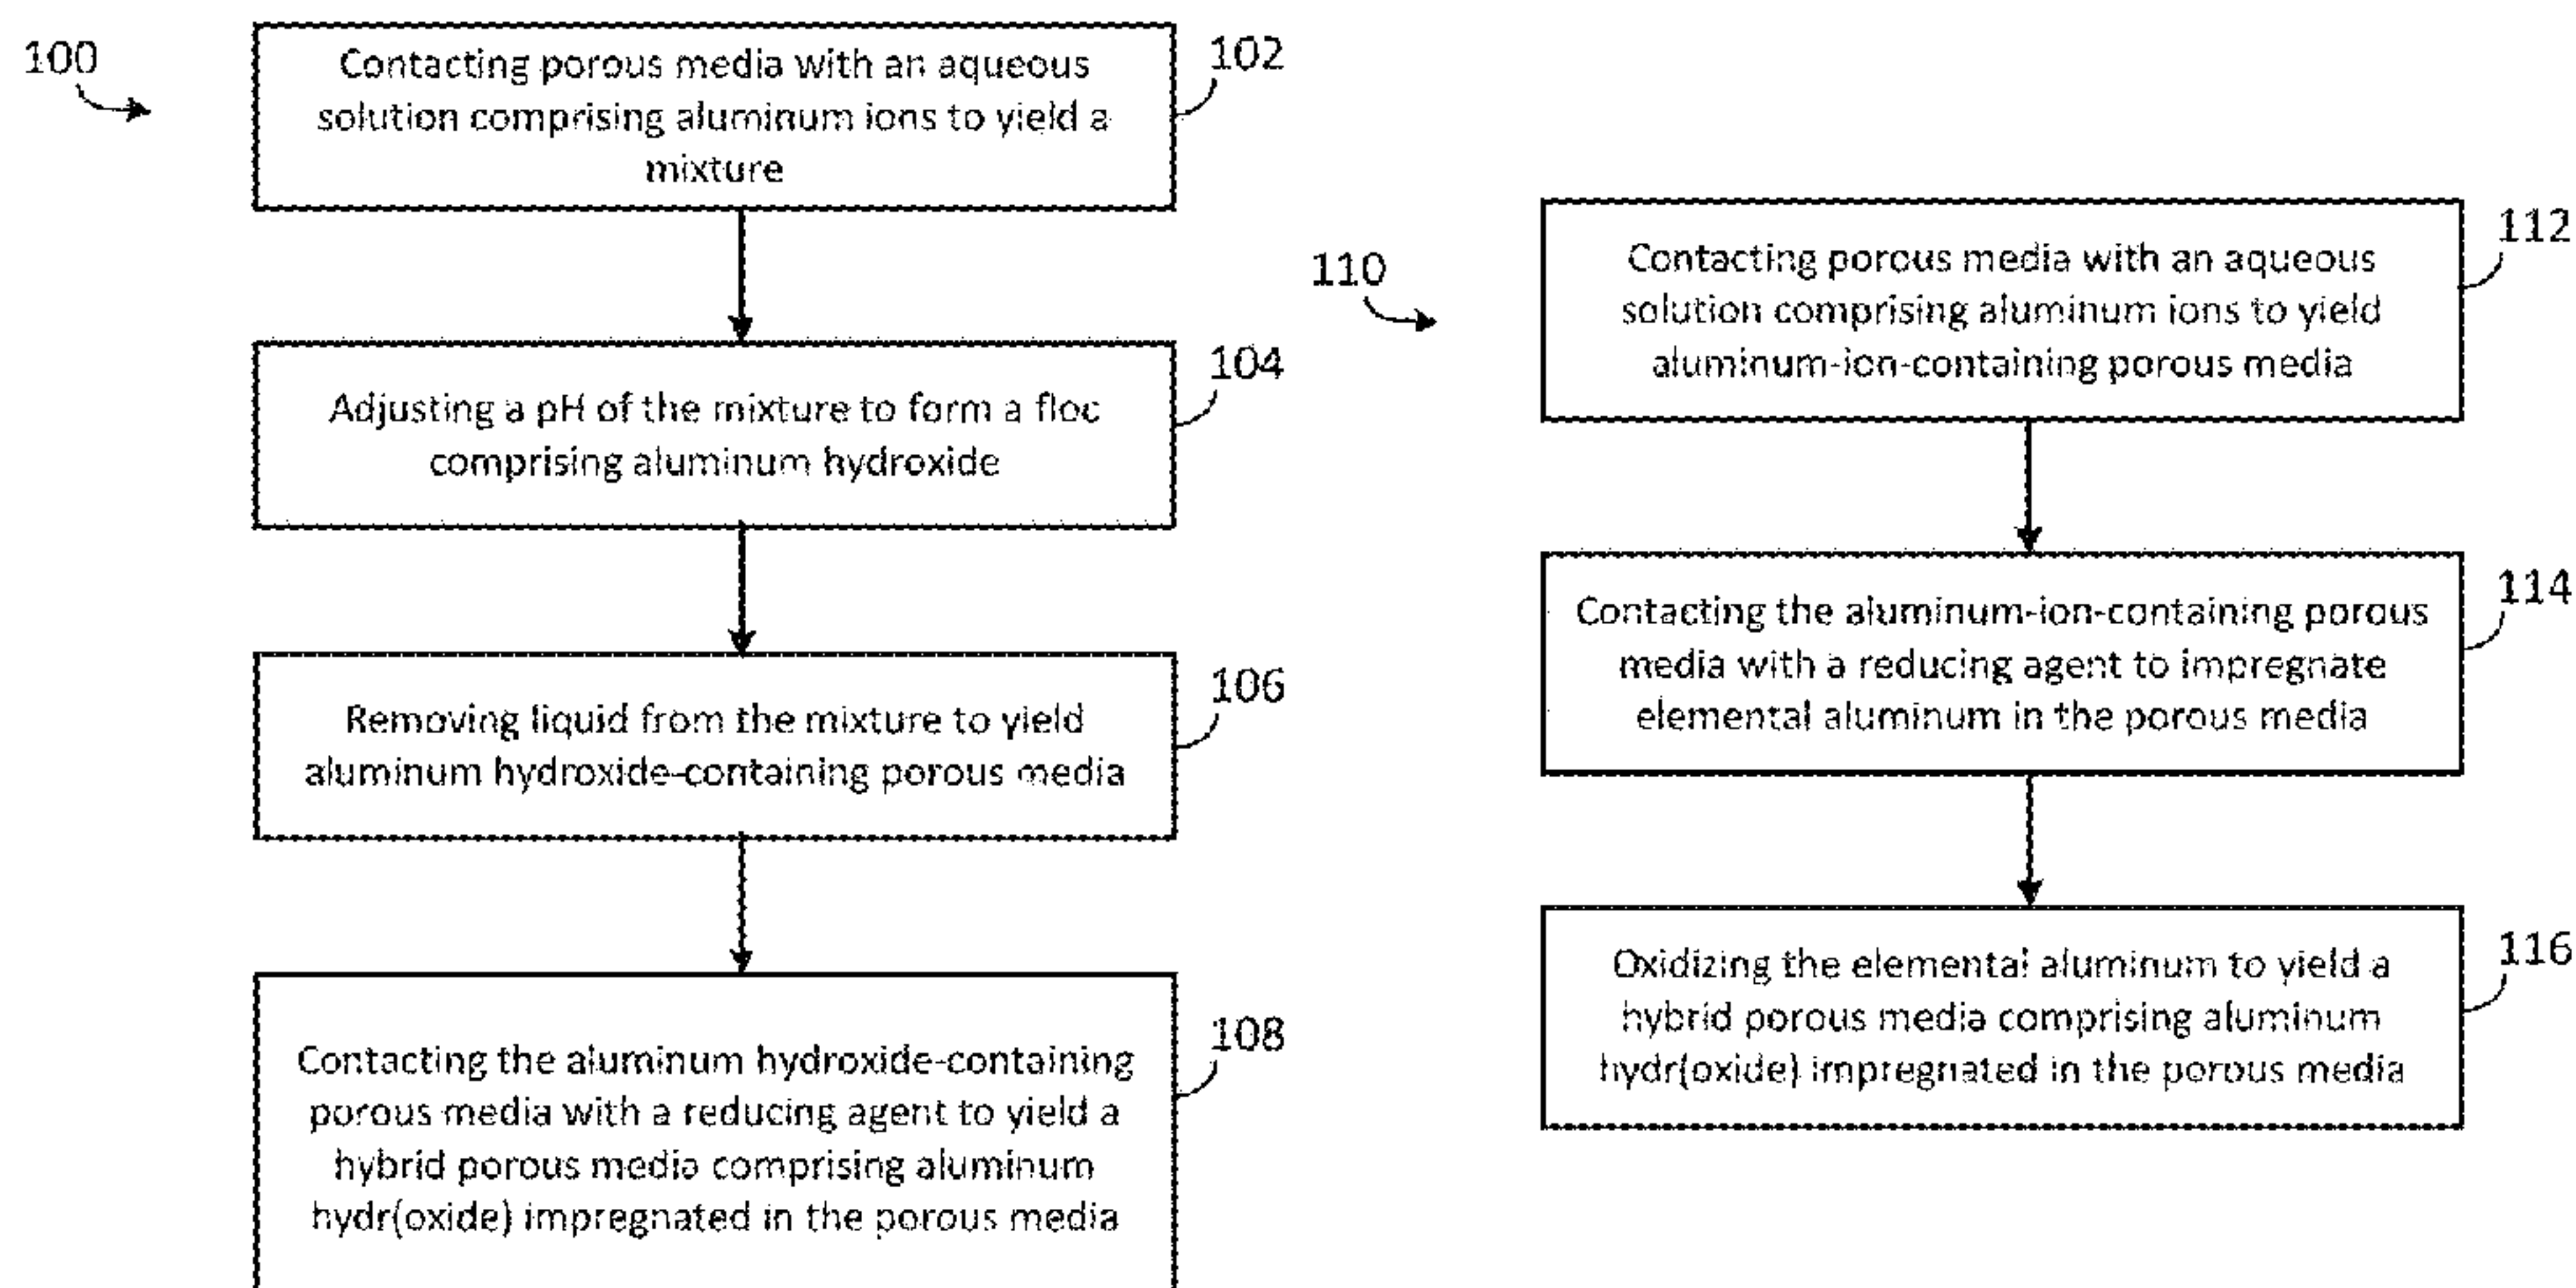 100
Contacting porous media with an aqueous
solution comprising aluminum ions to yield a
mixture
102
Adjusting a pH of the mixture to form a floc
comprising aluminum hydroxide
104
Removing liquid from the mixture to yield
aluminum hydroxide-containing porous media
106
Contacting the aluminum hydroxide-containing
porous media with a reducing agent to yield a
hybrid porous media comprising aluminum
hydr(oxide) impregnated in the porous media
108
110
Contacting porous media with an aqueous
solution comprising aluminum ions to yield
aluminum-ion-containing porous media
112
Contacting the aluminum-ion-containing porous
media with a reducing agent to impregnate
elemental aluminum in the porous media
114
Oxidizing the elemental aluminum to yield a
hybrid porous media comprising aluminum
hydr(oxide) impregnated in the porous media
116